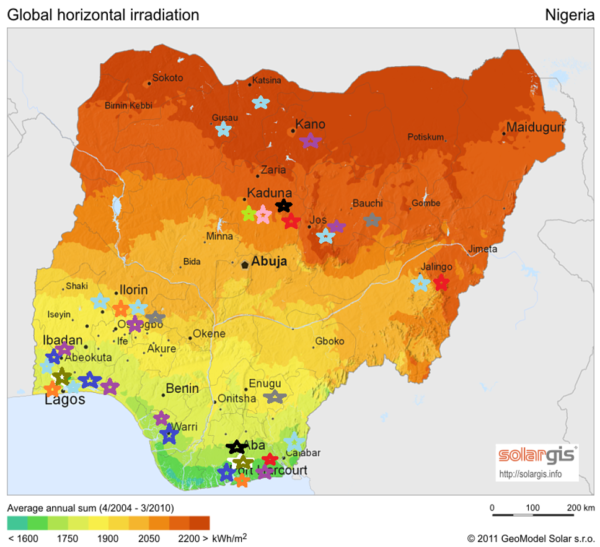 Global horizontal irradiation
Nigeria
Sokoto
Katsina
Birnin Kebbi
Gusau
Kano
Potiskum
Maiduguri
Zaria
Kaduna
Bauchi
Gombe
Jos
Minna
Jimeta
Bida
Abuja
Jalingo
Shaki
Ilorin
Iseyin
Ife
Okene
Ibadan
Akure
Gboko
Abeokuta
Lagos
Benin
Enugu
Onitsha
Warri
Aba
Calabar
Port Harcourt
solargis
http://solargis.info
Average annual sum (4/2004 - 3/2010)
0 100 200 km
< 1600 1750 1900 2050 2200 > kWh/m²
© 2011 GeoModel Solar s.r.o.